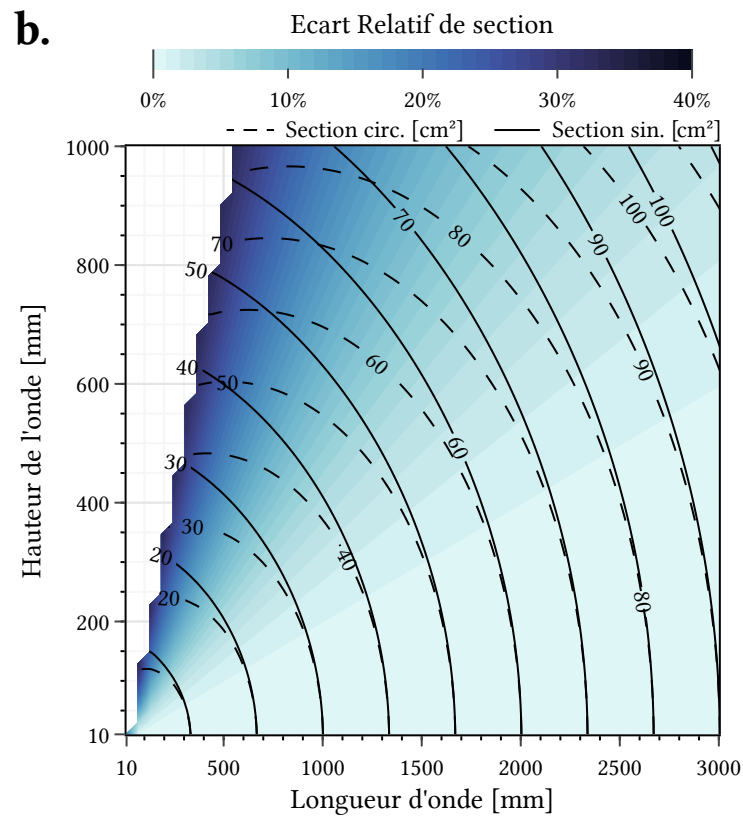 b.
Ecart Relatif de section
0% 10% 20% 30% 40%
Section circ. [cm²] Section sin. [cm²]
1000
100 100
70 80 90
70
800
50
90
60
40
600
50
60
Hauteur de l'onde [mm]
30
400
30
40
20
20
80
200
10
10 500 1000 1500 2000 2500 3000
Longueur d'onde [mm]